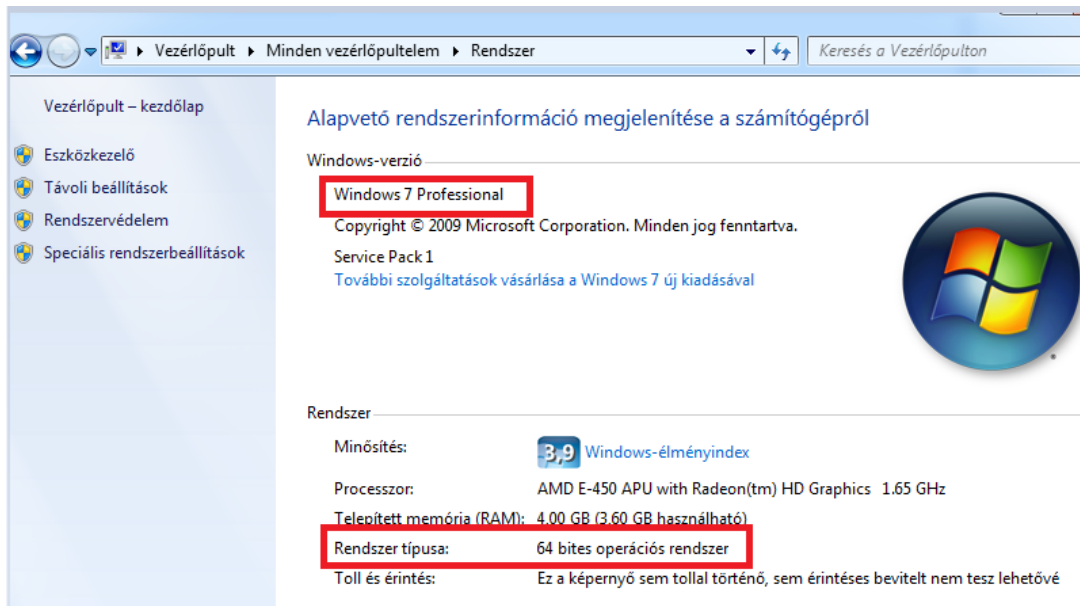 Vezérlőpult ▸ Minden vezérlőpultelem ▸ Rendszer
Keresés a Vezérlőpulton
Vezérlőpult – kezdőlap
Eszközkezelő
Távoli beállítások
Rendszervédelem
Speciális rendszerbeállítások
Alapvető rendszerinformáció megjelenítése a számítógépről
Windows-verzió
Windows 7 Professional
Copyright © 2009 Microsoft Corporation. Minden jog fenntartva.
Service Pack 1
További szolgáltatások vásárlása a Windows 7 új kiadásával
Rendszer
Minősítés: 3,9 Windows-élményindex
Processzor: AMD E-450 APU with Radeon(tm) HD Graphics 1.65 GHz
Telepített memória (RAM): 4.00 GB (3.60 GB használható)
Rendszer típusa: 64 bites operációs rendszer
Toll és érintés: Ez a képernyő sem tollal történő, sem érintéses bevitelt nem tesz lehetővé